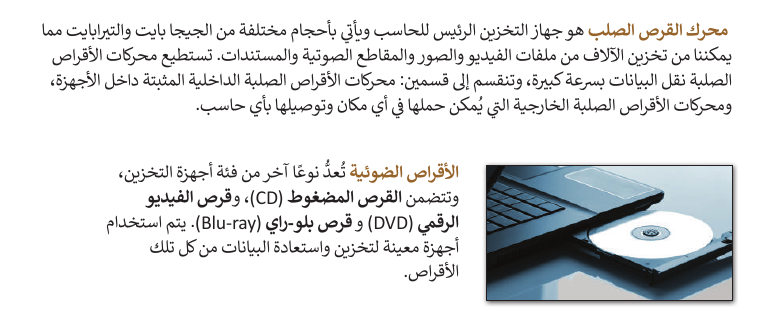 محرك القرص الصلب هو جهاز التخزين الرئيس للحاسب ويأتي بأحجام مختلفة من الجيجا بايت والتيرابايت مما
يمكننا من تخزين الآلاف من ملفات الفيديو والصور والمقاطع الصوتية والمستندات. تستطيع محركات الأقراص
الصلبة نقل البيانات بسرعة كبيرة، وتنقسم إلى قسمين: محركات الأقراص الصلبة الداخلية المثبتة داخل الأجهزة،
ومحركات الأقراص الصلبة الخارجية التي يُمكن حملها في أي مكان وتوصيلها بأي حاسب.
الأقراص الضوئية تُعدُّ نوعًا آخر من فئة أجهزة التخزين،
وتتضمن القرص المضغوط (CD)، وقرص الفيديو
الرقمي (DVD) و قرص بلو-راي (Blu-ray). يتم استخدام
أجهزة معينة لتخزين واستعادة البيانات من كل تلك
الأقراص.